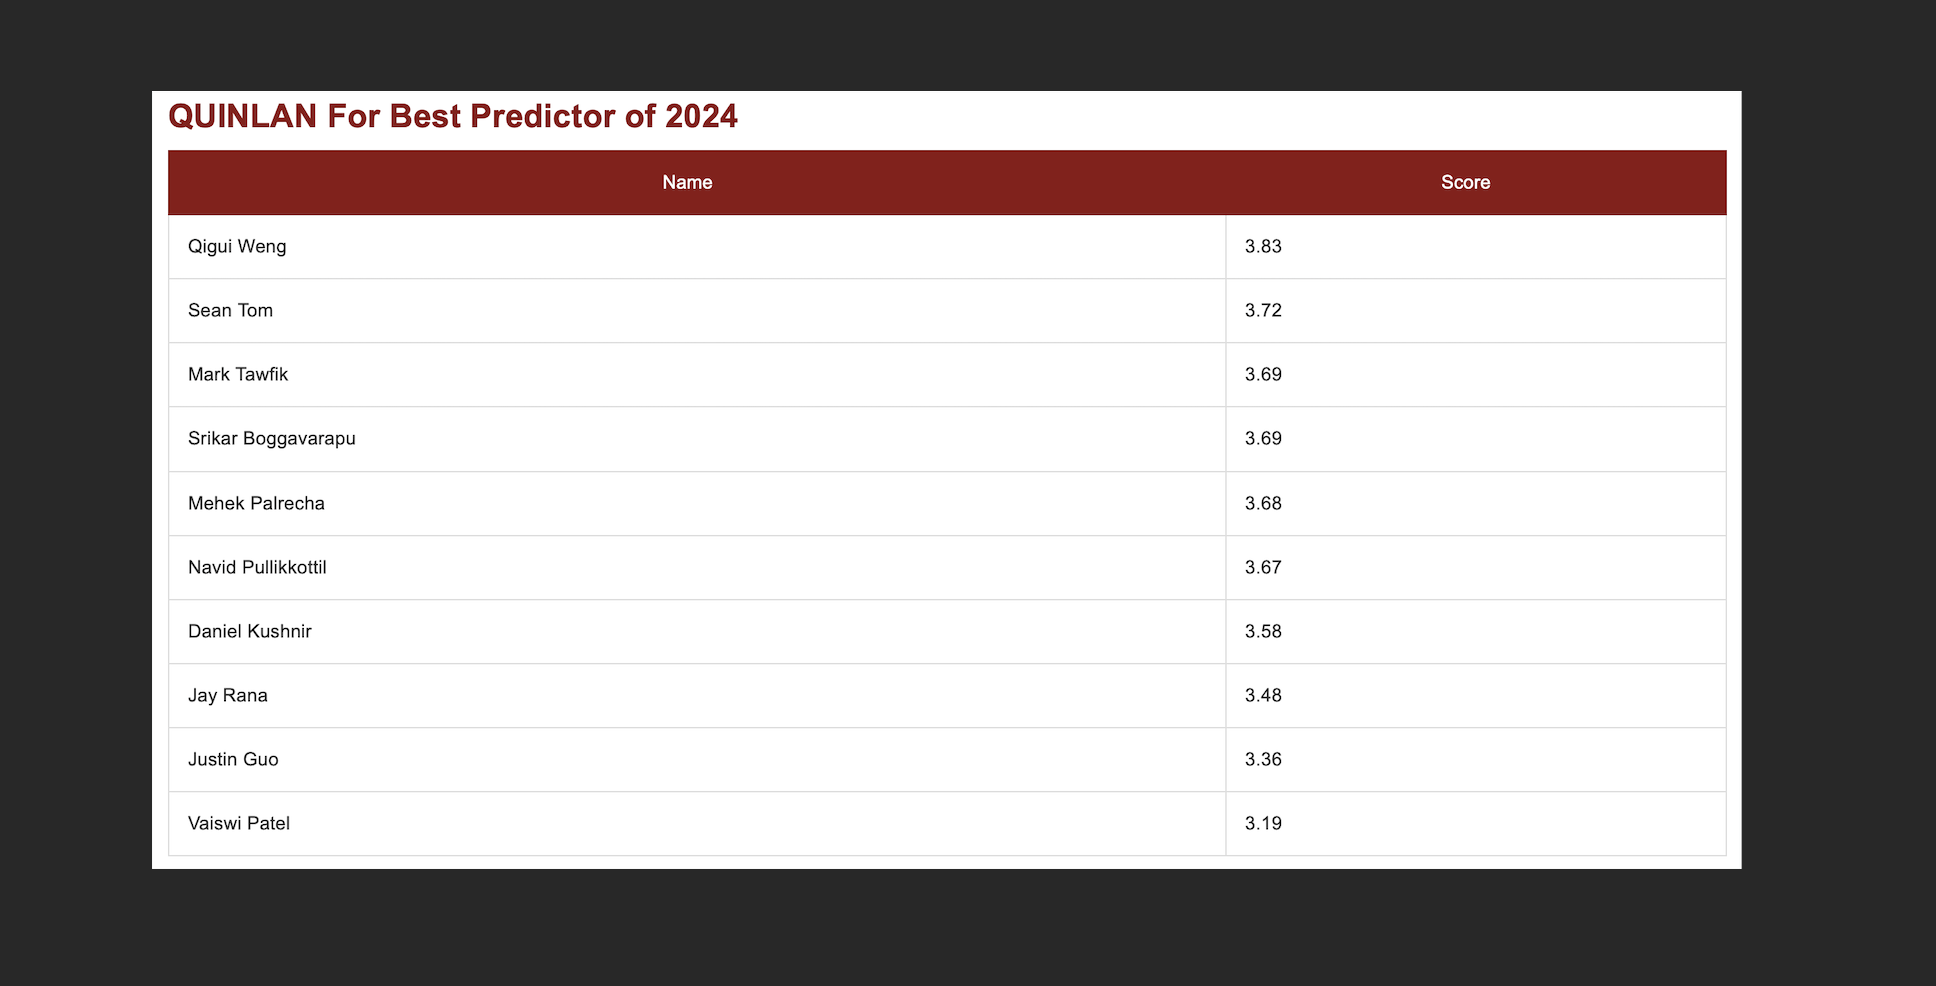 QUINLAN For Best Predictor of 2024
Name Score
Qigui Weng 3.83
Sean Tom 3.72
Mark Tawfik 3.69
Srikar Boggavarapu 3.69
Mehek Palrecha 3.68
Navid Pullikkottil 3.67
Daniel Kushnir 3.58
Jay Rana 3.48
Justin Guo 3.36
Vaiswi Patel 3.19